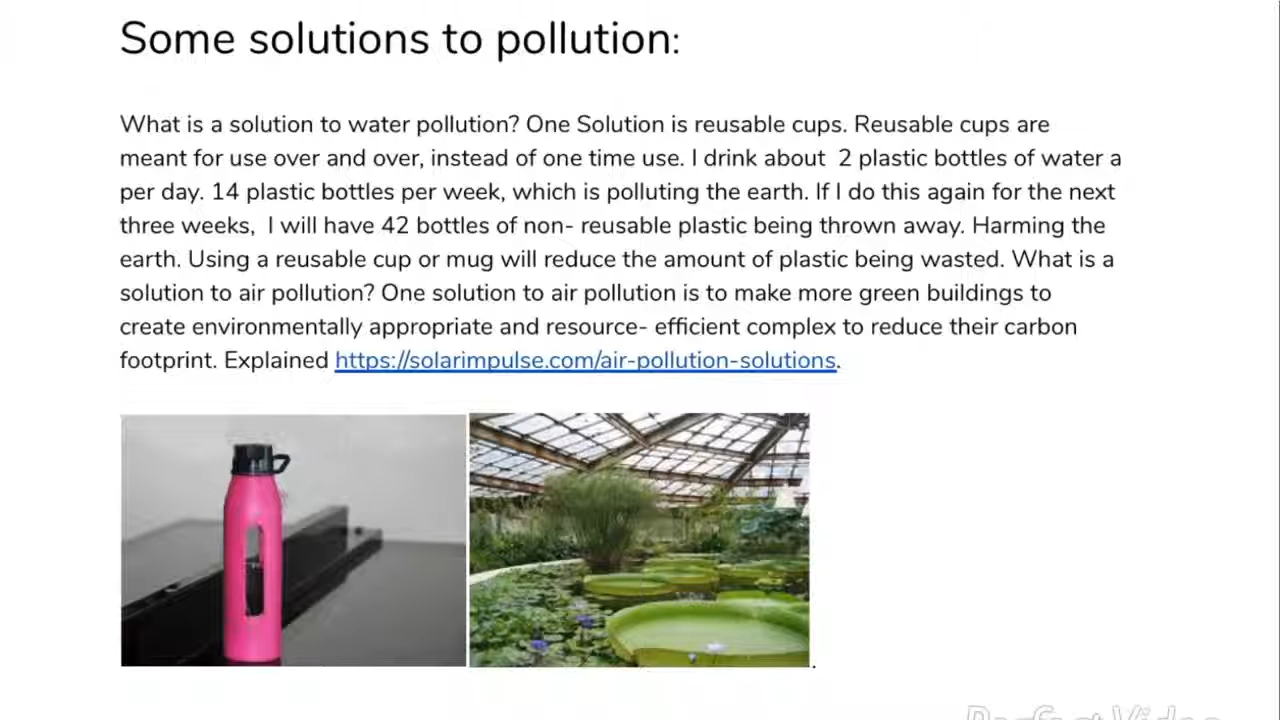 Some solutions to pollution:
What is a solution to water pollution? One Solution is reusable cups. Reusable cups are
meant for use over and over, instead of one time use. I drink about  2 plastic bottles of water a
per day. 14 plastic bottles per week, which is polluting the earth. If I do this again for the next
three weeks,  I will have 42 bottles of non- reusable plastic being thrown away. Harming the
earth. Using a reusable cup or mug will reduce the amount of plastic being wasted. What is a
solution to air pollution? One solution to air pollution is to make more green buildings to
create environmentally appropriate and resource- efficient complex to reduce their carbon
footprint. Explained https://solarimpulse.com/air-pollution-solutions.
.
Perfect Video